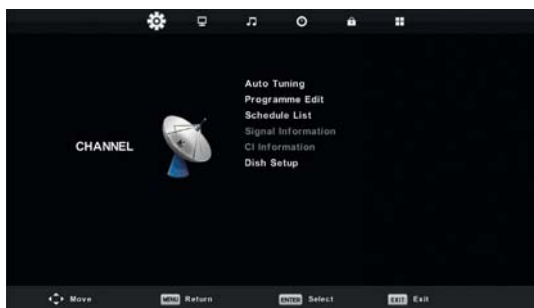 Auto Tuning
Programme Edit
Schedule List
Signal Information
CI Information
Dish Setup
CHANNEL
Move
MENU Return
ENTER Select
EXIT Exit